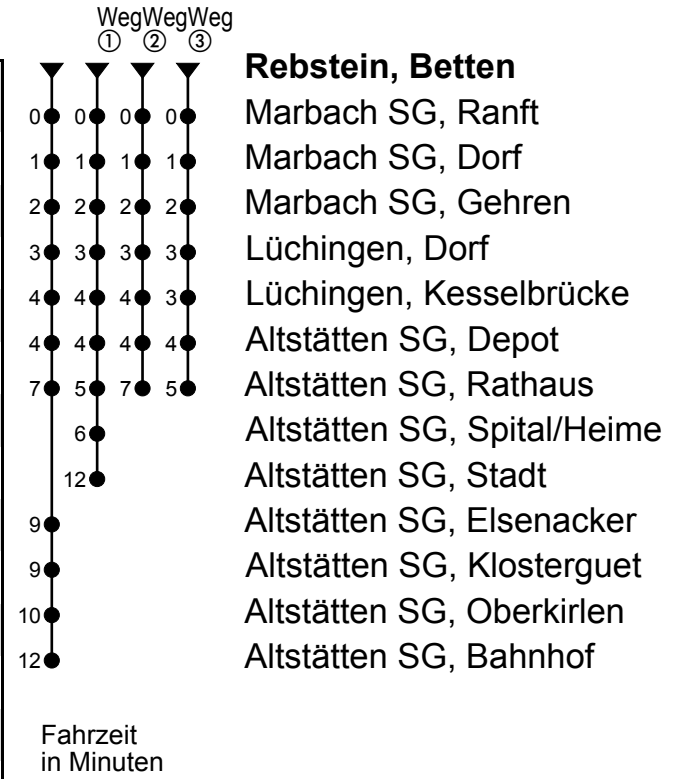 WegWegWeg
① ② ③
Rebstein, Betten
0 0 0 0 Marbach SG, Ranft
1 1 1 1 Marbach SG, Dorf
2 2 2 2 Marbach SG, Gehren
3 3 3 3 Lüchingen, Dorf
4 4 4 3 Lüchingen, Kesselbrücke
4 4 4 4 Altstätten SG, Depot
7 5 7 5 Altstätten SG, Rathaus
6 Altstätten SG, Spital/Heime
12 Altstätten SG, Stadt
9 Altstätten SG, Elsenacker
9 Altstätten SG, Klosterguet
10 Altstätten SG, Oberkirlen
12 Altstätten SG, Bahnhof
Fahrzeit
in Minuten